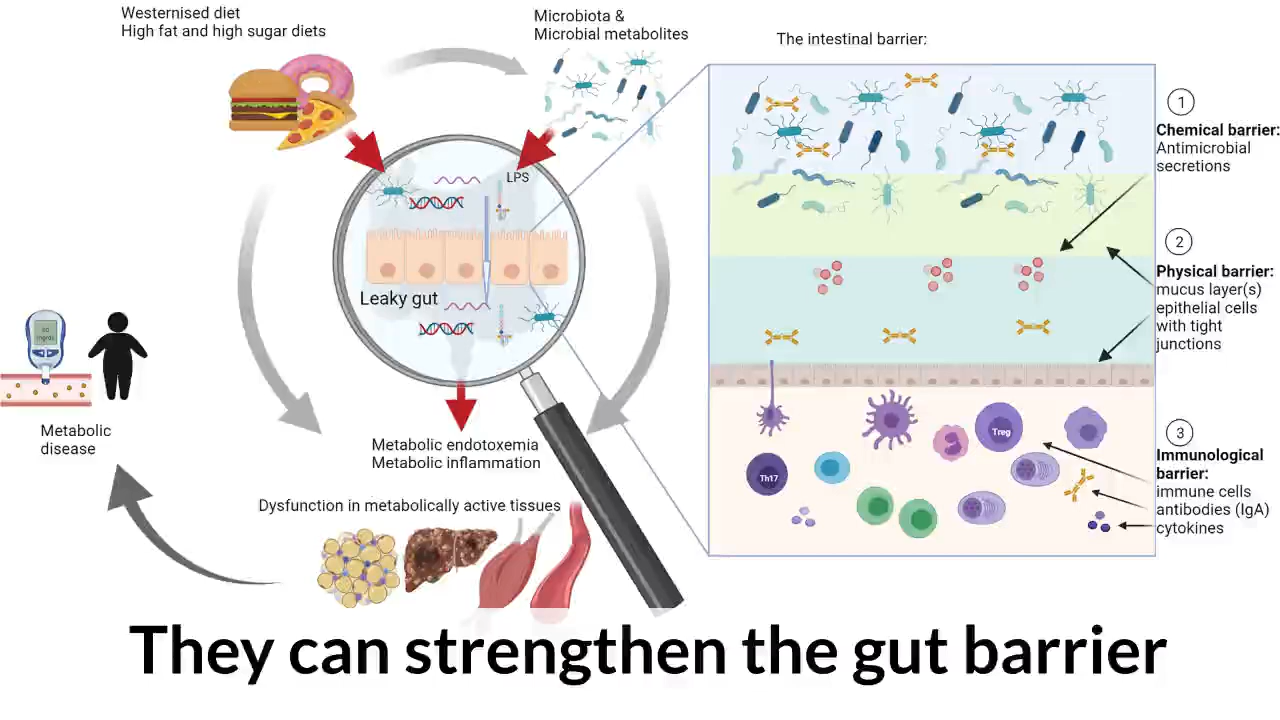 Westernised diet
High fat and high sugar diets
Microbiota &
Microbial metabolites
LPS
Leaky gut
Metabolic endotoxemia
Metabolic inflammation
Dysfunction in metabolically active tissues
Metabolic
disease
The intestinal barrier:
1
Chemical barrier:
Antimicrobial
secretions
2
Physical barrier:
mucus layer(s)
epithelial cells
with tight
junctions
3
Immunological
barrier:
immune cells
antibodies (IgA)
cytokines
Treg
Th17
They can strengthen the gut barrier